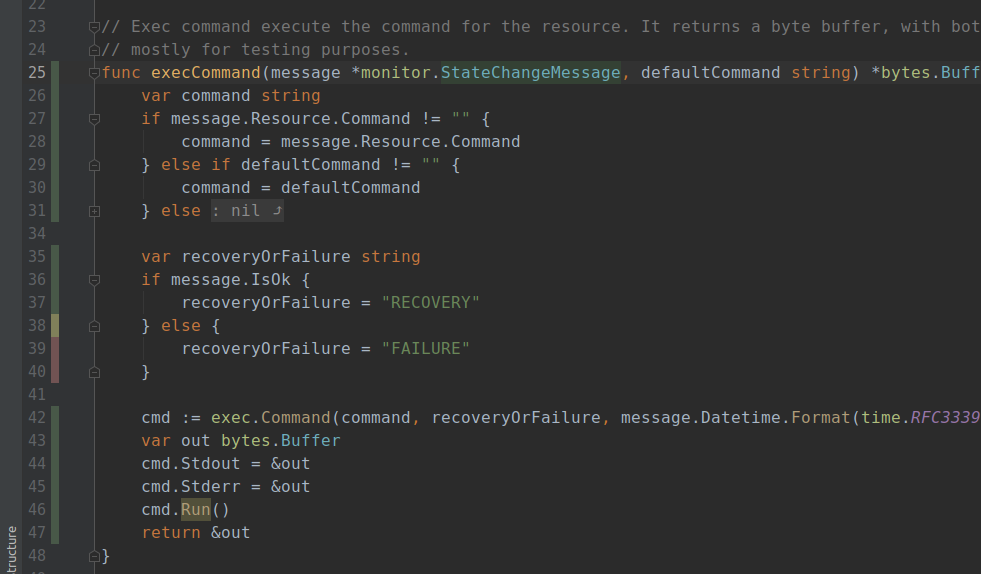 22
23 // Exec command execute the command for the resource. It returns a byte buffer, with bot
24 // mostly for testing purposes.
25 func execCommand(message *monitor.StateChangeMessage, defaultCommand string) *bytes.Buff
26 var command string
27 if message.Resource.Command != "" {
28 command = message.Resource.Command
29 } else if defaultCommand != "" {
30 command = defaultCommand
31 } else : nil ⤴
34
35 var recoveryOrFailure string
36 if message.IsOk {
37 recoveryOrFailure = "RECOVERY"
38 } else {
39 recoveryOrFailure = "FAILURE"
40 }
41
42 cmd := exec.Command(command, recoveryOrFailure, message.Datetime.Format(time.RFC3339
43 var out bytes.Buffer
44 cmd.Stdout = &out
45 cmd.Stderr = &out
46 cmd.Run()
47 return &out
48 }
tructure